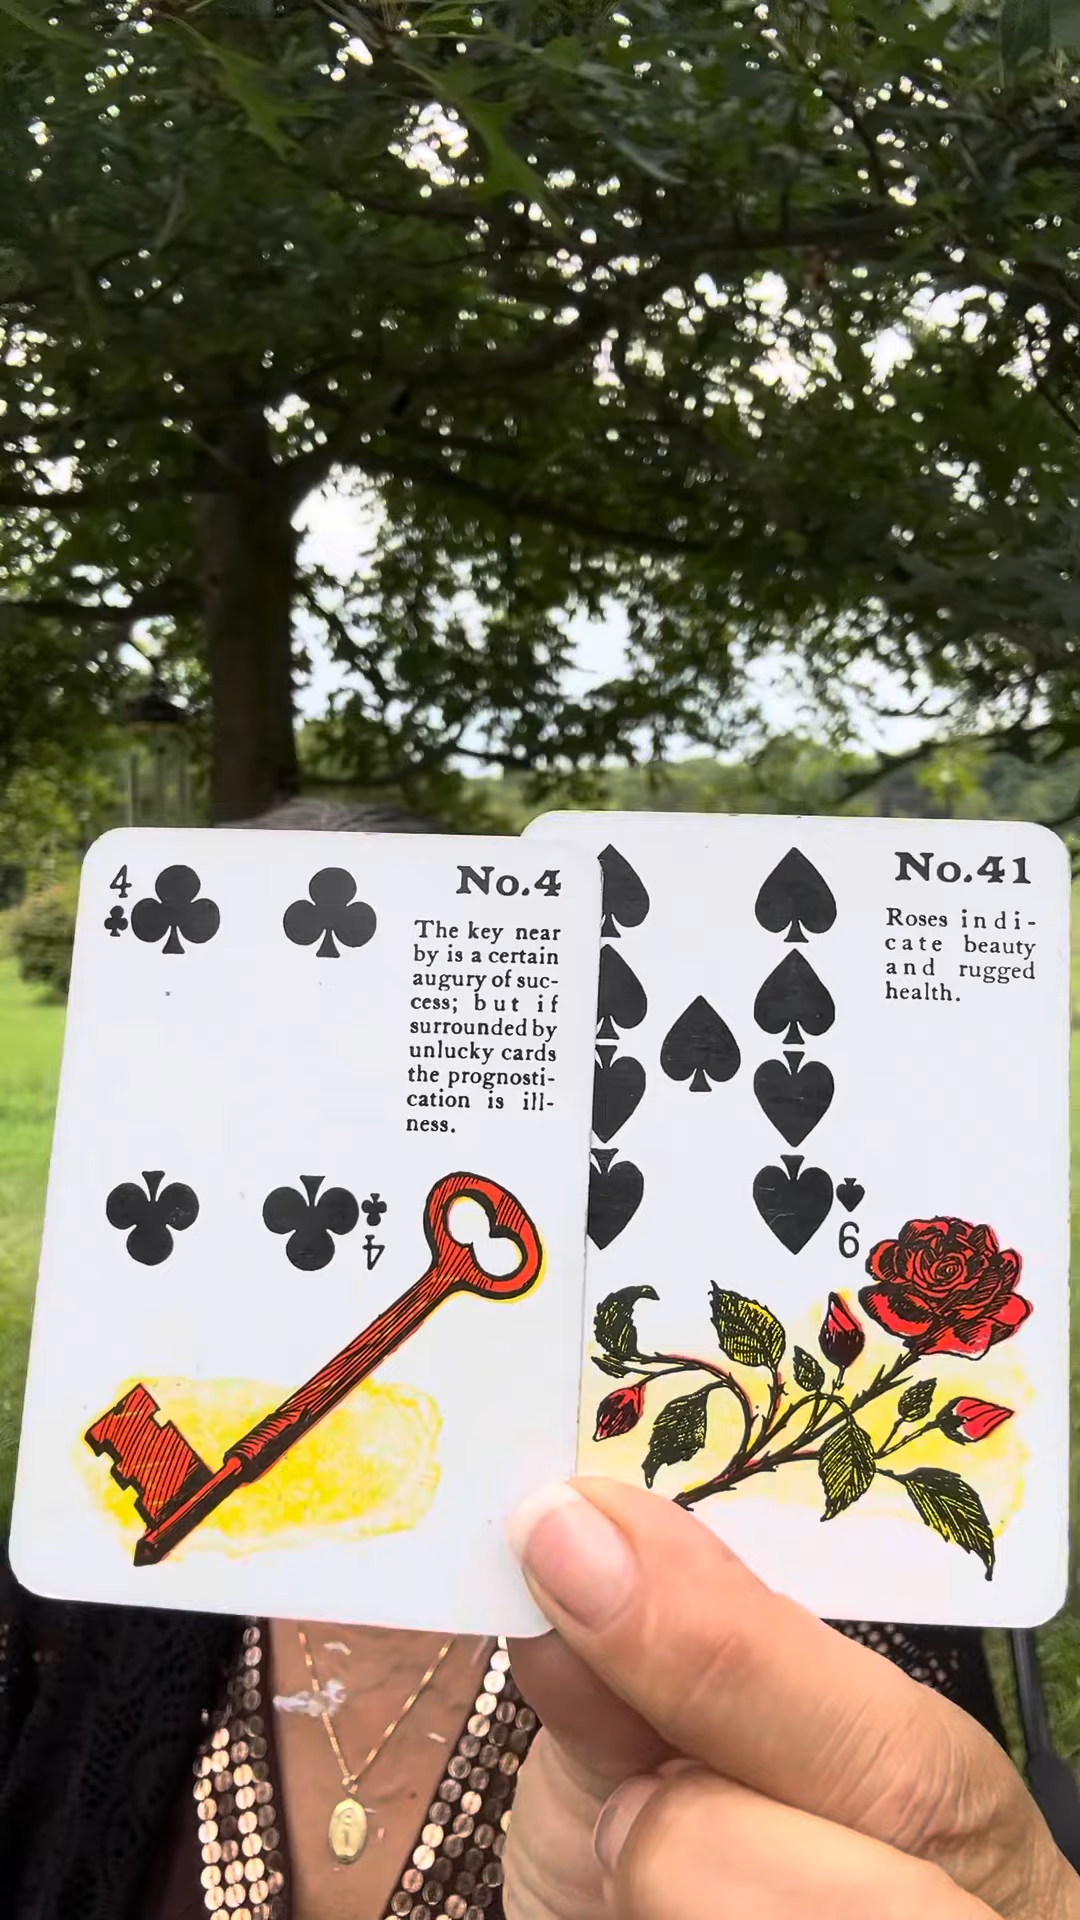 4
No.4
The key near
by is a certain
augury of suc-
cess; but if
surrounded by
unlucky cards
the prognosti-
cation is ill-
ness.
4
No.41
Roses indi-
cate beauty
and rugged
health.
9